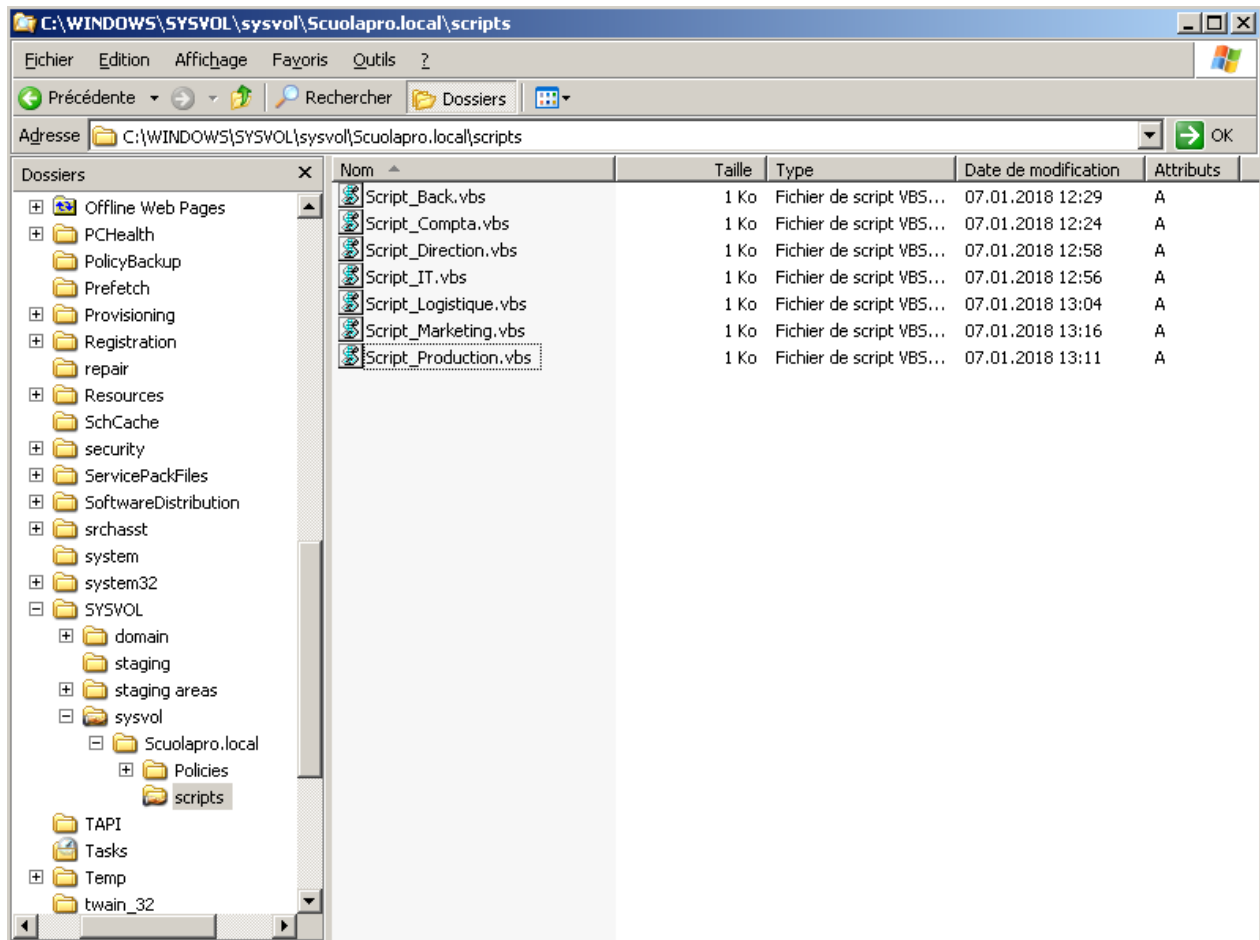 C:\WINDOWS\SYSVOL\sysvol\Scuolapro.local\scripts
Fichier Edition Affichage Favoris Outils ?
Précédente Rechercher Dossiers
Adresse C:\WINDOWS\SYSVOL\sysvol\Scuolapro.local\scripts OK
Dossiers
Offline Web Pages
PCHealth
PolicyBackup
Prefetch
Provisioning
Registration
repair
Resources
SchCache
security
ServicePackFiles
SoftwareDistribution
srchasst
system
system32
SYSVOL
domain
staging
staging areas
sysvol
Scuolapro.local
Policies
scripts
TAPI
Tasks
Temp
twain_32
Nom Taille Type Date de modification Attributs
Script_Back.vbs 1 Ko Fichier de script VBS... 07.01.2018 12:29 A
Script_Compta.vbs 1 Ko Fichier de script VBS... 07.01.2018 12:24 A
Script_Direction.vbs 1 Ko Fichier de script VBS... 07.01.2018 12:58 A
Script_IT.vbs 1 Ko Fichier de script VBS... 07.01.2018 12:56 A
Script_Logistique.vbs 1 Ko Fichier de script VBS... 07.01.2018 13:04 A
Script_Marketing.vbs 1 Ko Fichier de script VBS... 07.01.2018 13:16 A
Script_Production.vbs 1 Ko Fichier de script VBS... 07.01.2018 13:11 A